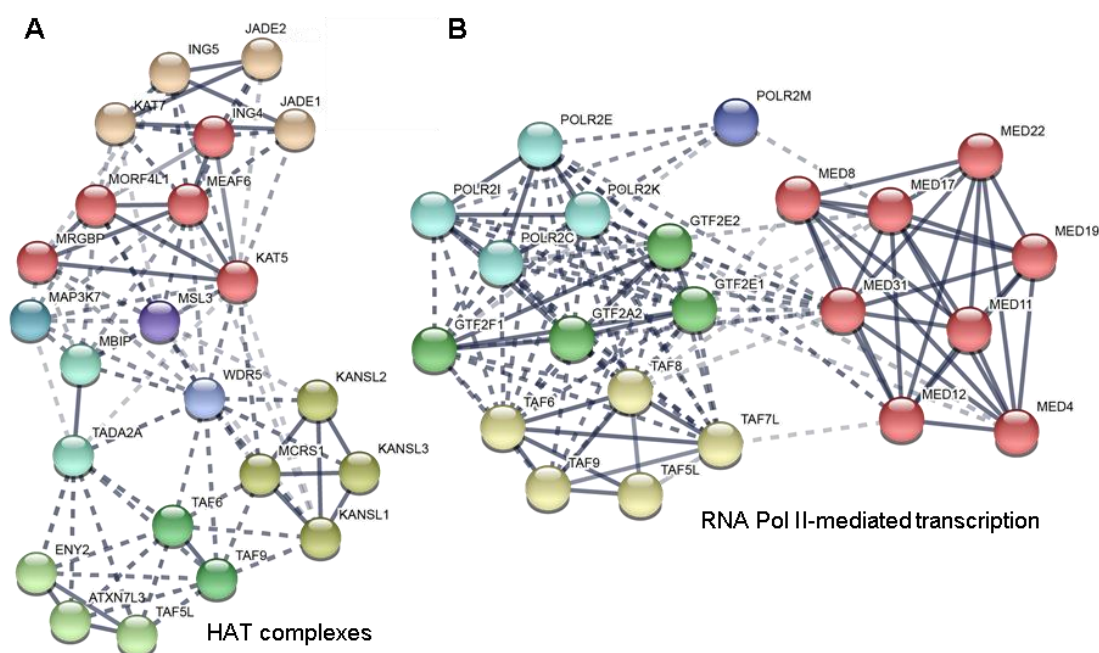 A
JADE2
ING5
KAT7
ING4
JADE1
MORF4L1
MEAF6
MRGBP
KAT5
MAP3K7
MSL3
MBIP
WDR5
KANSL2
TADA2A
MCRS1
KANSL3
TAF6
KANSL1
ENY2
TAF9
ATXN7L3
TAF5L
HAT complexes
B
POLR2M
POLR2E
MED22
POLR2I
POLR2K
MED8
MED17
GTF2E2
MED19
POLR2C
GTF2E1
MED31
MED11
GTF2F1
GTF2A2
TAF8
MED12
MED4
TAF6
TAF7L
TAF9
TAF5L
RNA Pol II-mediated transcription